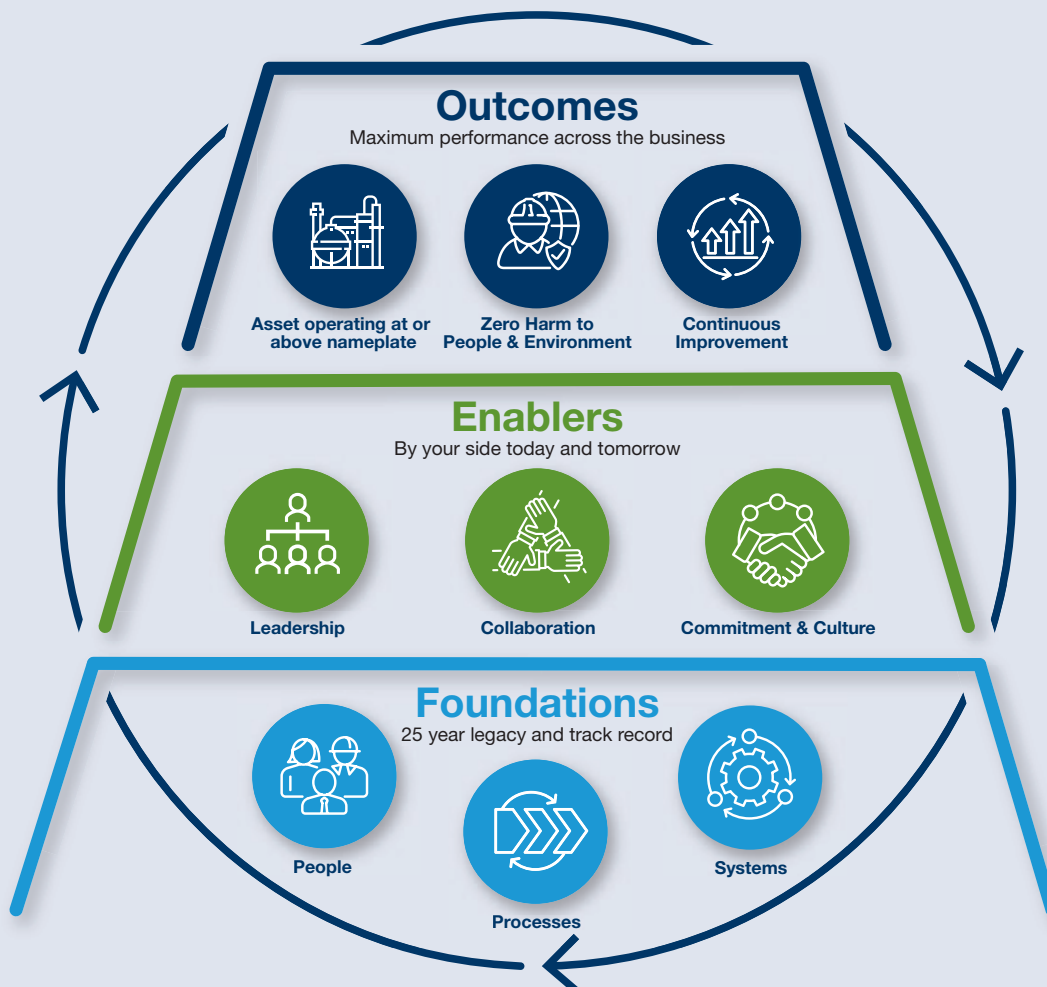 Outcomes
Maximum performance across the business
Asset operating at or
above nameplate
Zero Harm to
People & Environment
Continuous
Improvement
Enablers
By your side today and tomorrow
Leadership
Collaboration
Commitment & Culture
Foundations
25 year legacy and track record
People
Processes
Systems